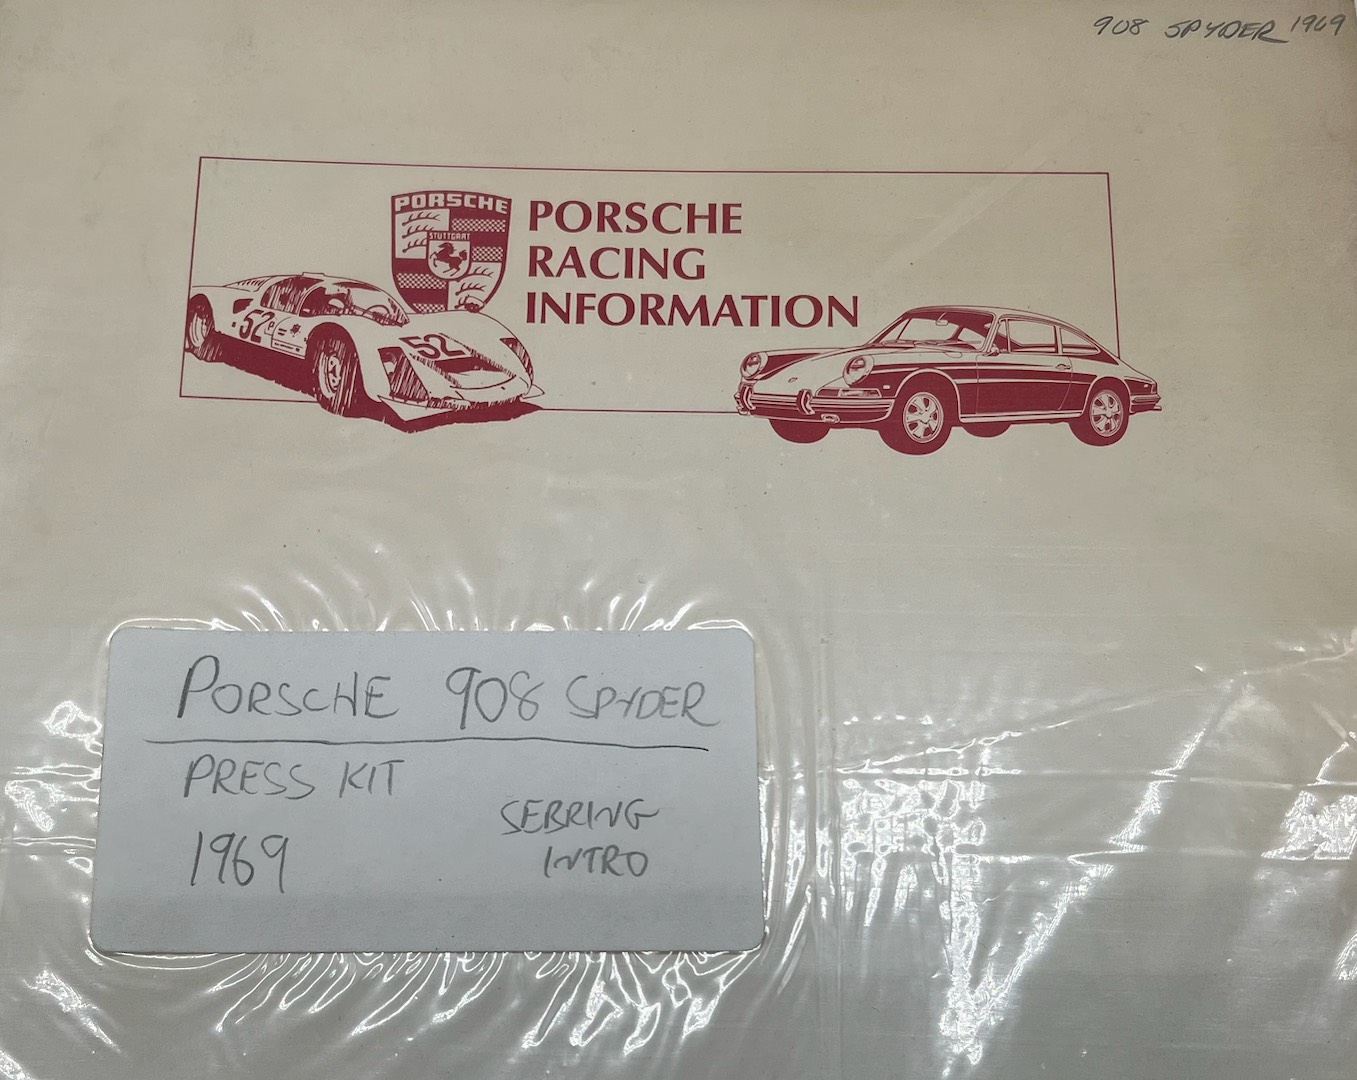 908 SPYDER 1969
PORSCHE
STUTTGART
PORSCHE
RACING
INFORMATION
52
52
PORSCHE 908 SPYDER
PRESS KIT
SEBRING
INTRO
1969